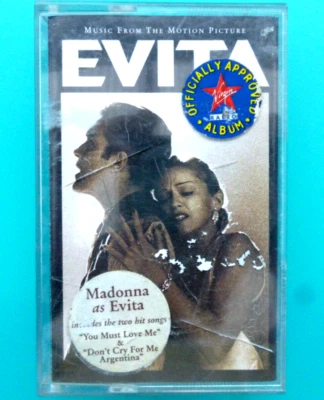 MUSIC FROM THE MOTION PICTURE
EVITA
OFFICIALLY APPROVED
Virgin
RADIO
• ALBUM •
Madonna
as Evita
the two hit songs
"You Must Love Me"
&
"Don't Cry For Me
Argentina"